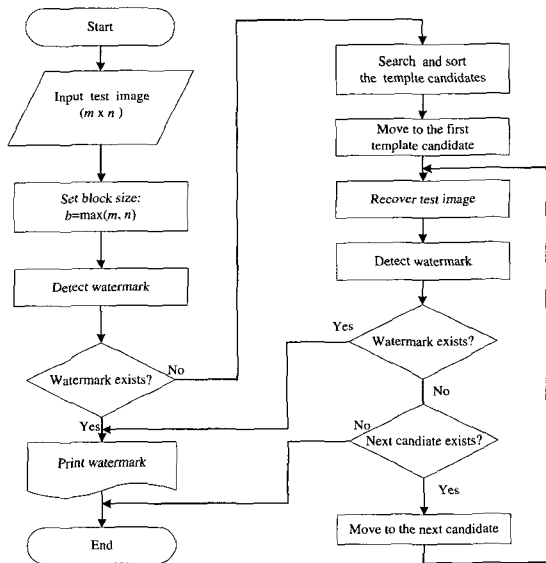 Start
Input test image
(m x n )
Set block size:
b=max(m, n)
Detect watermark
Watermark exists?
No
Yes
Print watermark
End
Search and sort
the templte candidates
Move to the first
template candidate
Recover test image
Detect watermark
Yes
Watermark exists?
No
No
Next candiate exists?
Yes
Move to the next candidate